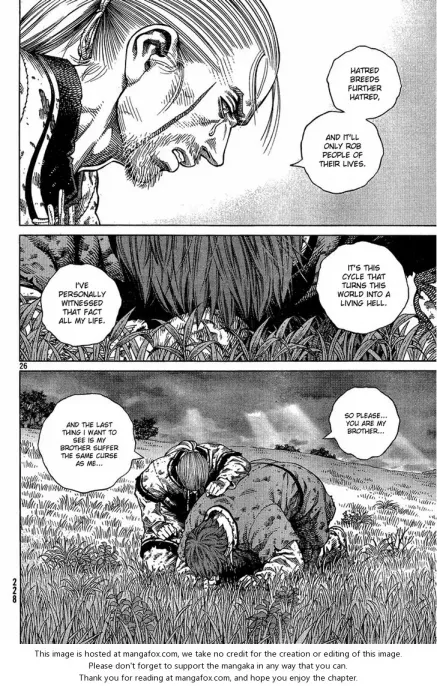 HATRED
BREEDS
FURTHER
HATRED,
AND IT'LL
ONLY ROB
PEOPLE OF
THEIR LIVES.
IT'S THIS
CYCLE THAT
TURNS THIS
WORLD INTO A
LIVING HELL.
I'VE
PERSONALLY
WITNESSED
THAT FACT
ALL MY LIFE.
26
SO PLEASE...
YOU ARE MY
BROTHER...
AND THE LAST
THING I WANT TO
SEE IS MY
BROTHER SUFFER
THE SAME CURSE
AS ME...
228
This image is hosted at mangafox.com, we take no credit for the creation or editing of this image.
Please don't forget to support the mangaka in any way that you can.
Thank you for reading at mangafox.com, and hope you enjoy the chapter.